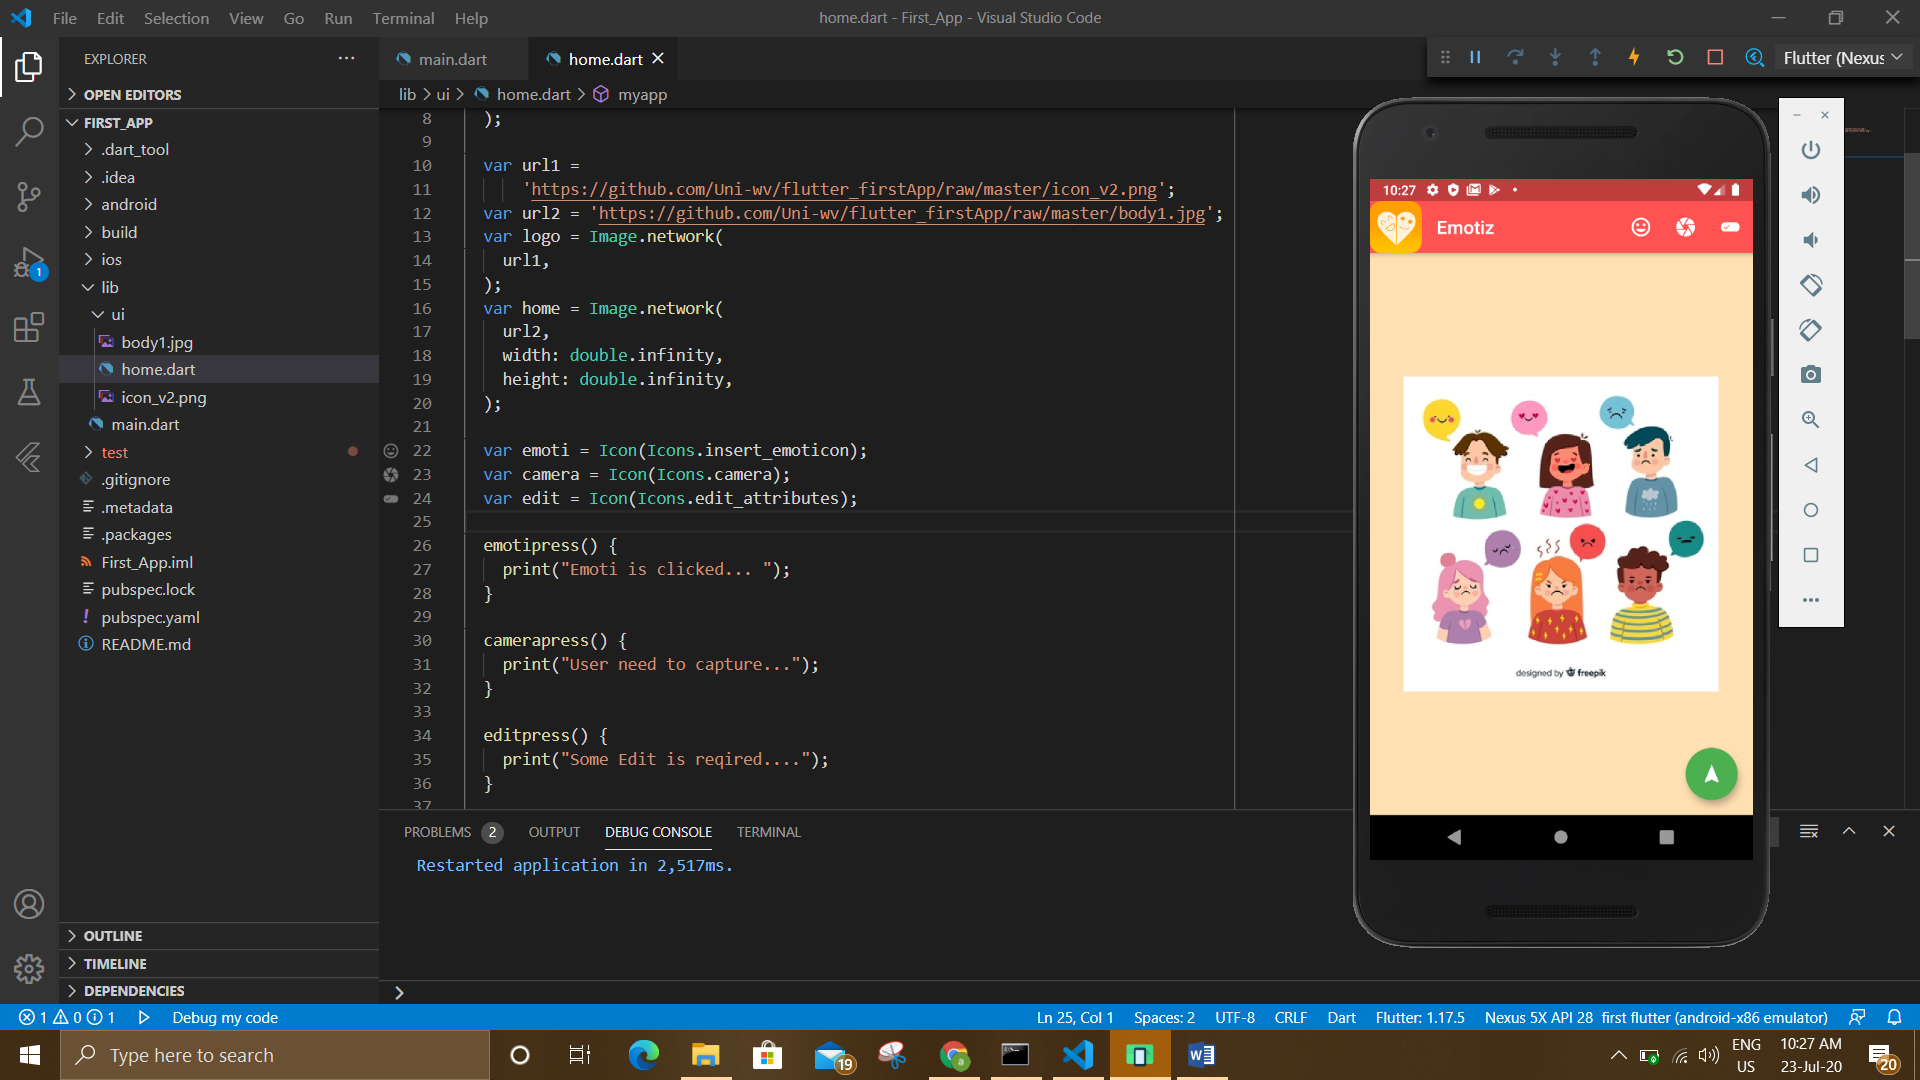 File Edit Selection View Go Run Terminal Help
home.dart - First_App - Visual Studio Code
EXPLORER
OPEN EDITORS
FIRST_APP
.dart_tool
.idea
android
build
ios
lib
ui
body1.jpg
home.dart
icon_v2.png
main.dart
test
.gitignore
.metadata
.packages
First_App.iml
pubspec.lock
pubspec.yaml
README.md
OUTLINE
TIMELINE
DEPENDENCIES
1
main.dart
home.dart
Flutter (Nexus
lib > ui > home.dart > myapp
8 );
9
10 var url1 =
11 'https://github.com/Uni-wv/flutter_firstApp/raw/master/icon_v2.png';
12 var url2 = 'https://github.com/Uni-wv/flutter_firstApp/raw/master/body1.jpg';
13 var logo = Image.network(
14 url1,
15 );
16 var home = Image.network(
17 url2,
18 width: double.infinity,
19 height: double.infinity,
20 );
21
22 var emoti = Icon(Icons.insert_emoticon);
23 var camera = Icon(Icons.camera);
24 var edit = Icon(Icons.edit_attributes);
25
26 emotipress() {
27 print("Emoti is clicked... ");
28 }
29
30 camerapress() {
31 print("User need to capture...");
32 }
33
34 editpress() {
35 print("Some Edit is reqired....");
36 }
37
10:27
Emotiz
designed by freepik
PROBLEMS 2 OUTPUT DEBUG CONSOLE TERMINAL
Restarted application in 2,517ms.
1 0 1 Debug my code
Ln 25, Col 1 Spaces: 2 UTF-8 CRLF Dart Flutter: 1.17.5 Nexus 5X API 28 first flutter (android-x86 emulator)
Type here to search
19
a
ENG
US
10:27 AM
23-Jul-20
20